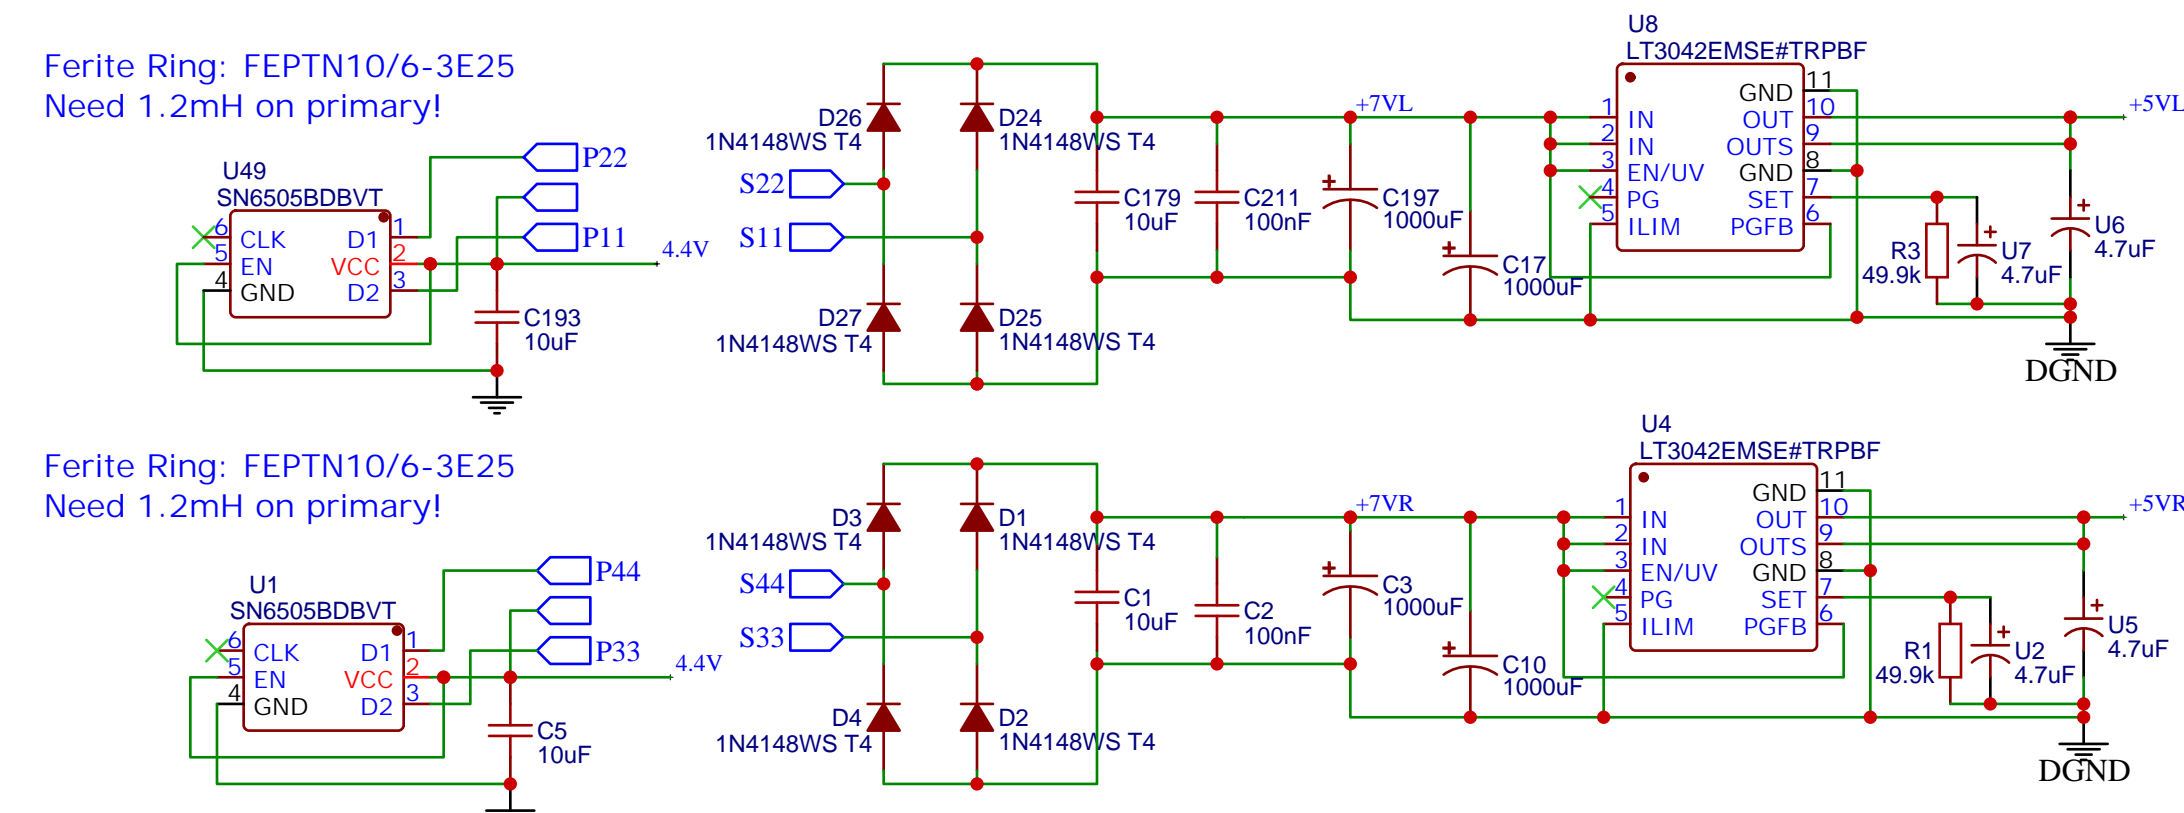 Ferite Ring: FEPTN10/6-3E25
Need 1.2mH on primary!
U49
SN6505BDBVT
6
CLK
5
EN
4
GND
D1
1
VCC
2
D2
3
P22
P11
4.4V
C193
10uF
D26
1N4148WS T4
D24
1N4148WS T4
S22
S11
D27
1N4148WS T4
D25
1N4148WS T4
C179
10uF
C211
100nF
+7VL
C197
1000uF
C17
1000uF
U8
LT3042EMSE#TRPBF
1
IN
2
IN
3
EN/UV
4
PG
5
ILIM
GND
11
OUT
10
OUTS
9
GND
8
SET
7
PGFB
6
R3
49.9k
U7
4.7uF
U6
4.7uF
+5VL
DGND
Ferite Ring: FEPTN10/6-3E25
Need 1.2mH on primary!
U1
SN6505BDBVT
6
CLK
5
EN
4
GND
D1
1
VCC
2
D2
3
P44
P33
4.4V
C5
10uF
D3
1N4148WS T4
D1
1N4148WS T4
S44
S33
D4
1N4148WS T4
D2
1N4148WS T4
C1
10uF
C2
100nF
+7VR
C3
1000uF
C10
1000uF
U4
LT3042EMSE#TRPBF
1
IN
2
IN
3
EN/UV
4
PG
5
ILIM
GND
11
OUT
10
OUTS
9
GND
8
SET
7
PGFB
6
R1
49.9k
U2
4.7uF
U5
4.7uF
+5VR
DGND